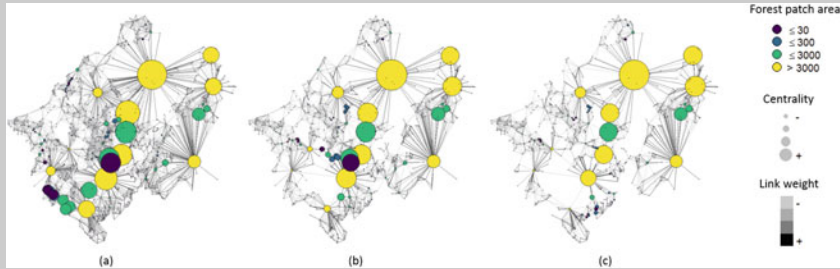 Forest patch area
≤ 30
≤ 300
≤ 3000
> 3000
Centrality
-
+
Link weight
-
+
(a)
(b)
(c)